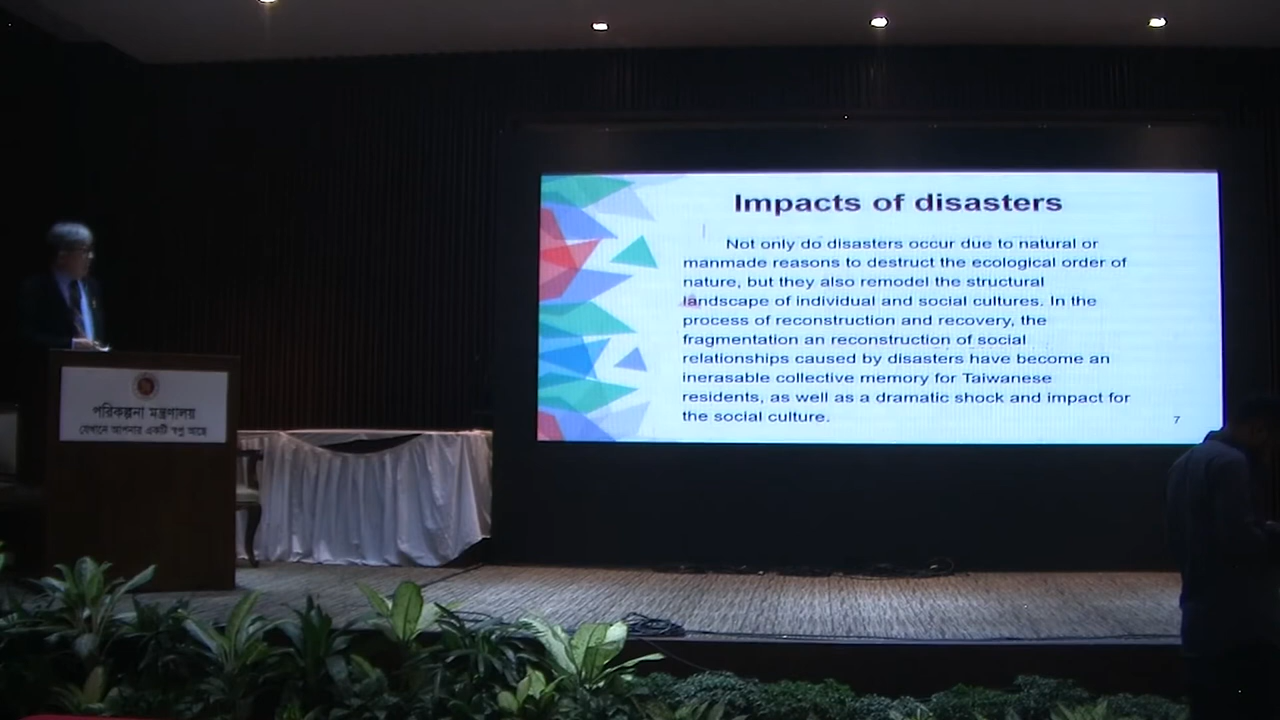 Impacts of disasters
Not only do disasters occur due to natural or
manmade reasons to destruct the ecological order of
nature, but they also remodel the structural
landscape of individual and social cultures. In the
process of reconstruction and recovery, the
fragmentation an reconstruction of social
relationships caused by disasters have become an
inerasable collective memory for Taiwanese
residents, as well as a dramatic shock and impact for
the social culture.
7
পরিকল্পনা মন্ত্রণালয়
যেখানে আপনার একটি স্বপ্ন আছে